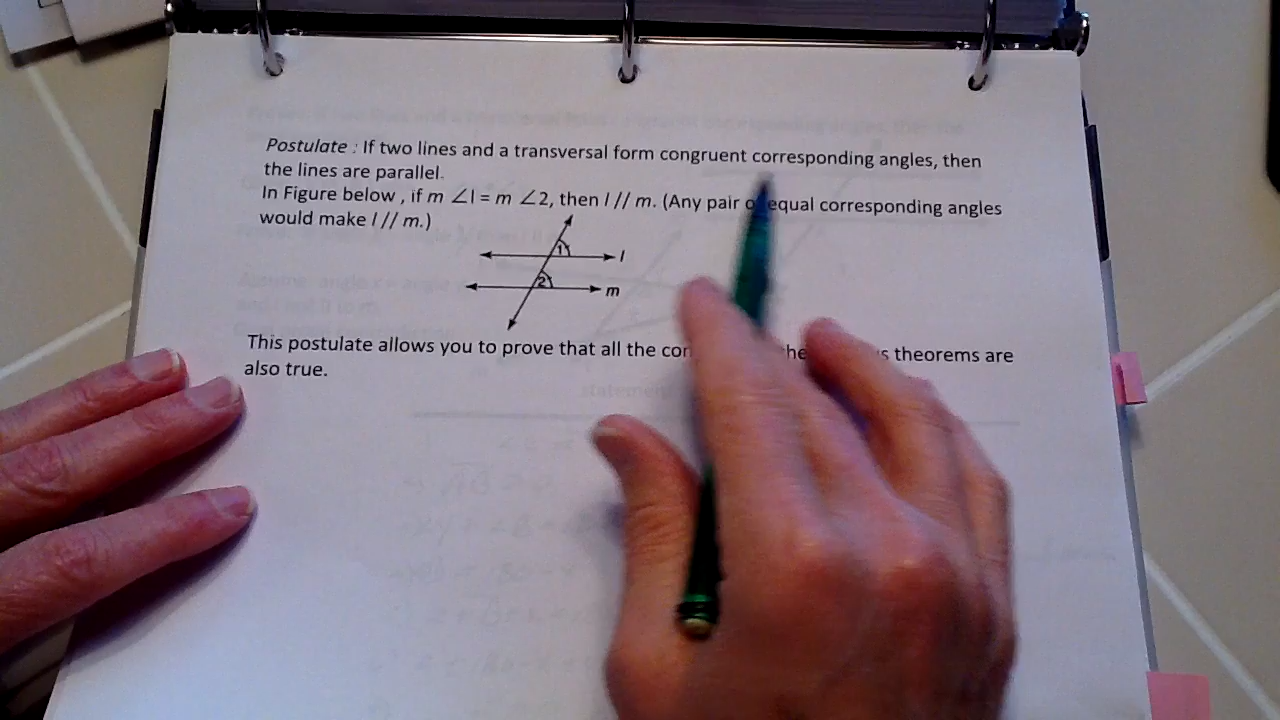 Postulate : If two lines and a transversal form congruent corresponding angles, then
the lines are parallel.
In Figure below , if m ∠1 = m ∠2, then l // m. (Any pair of equal corresponding angles
would make l // m.)
1
l
2
m
This postulate allows you to prove that all the theorems are
also true.